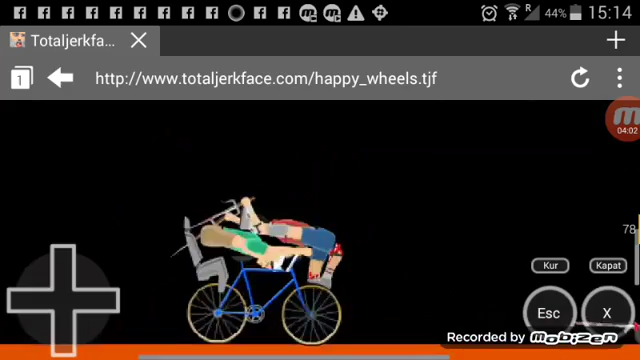 44% 15:14
Totaljerkfa...
1 http://www.totaljerkface.com/happy_wheels.tjf
04:02
78
Kur Kapat
Esc X
Recorded by mobizen